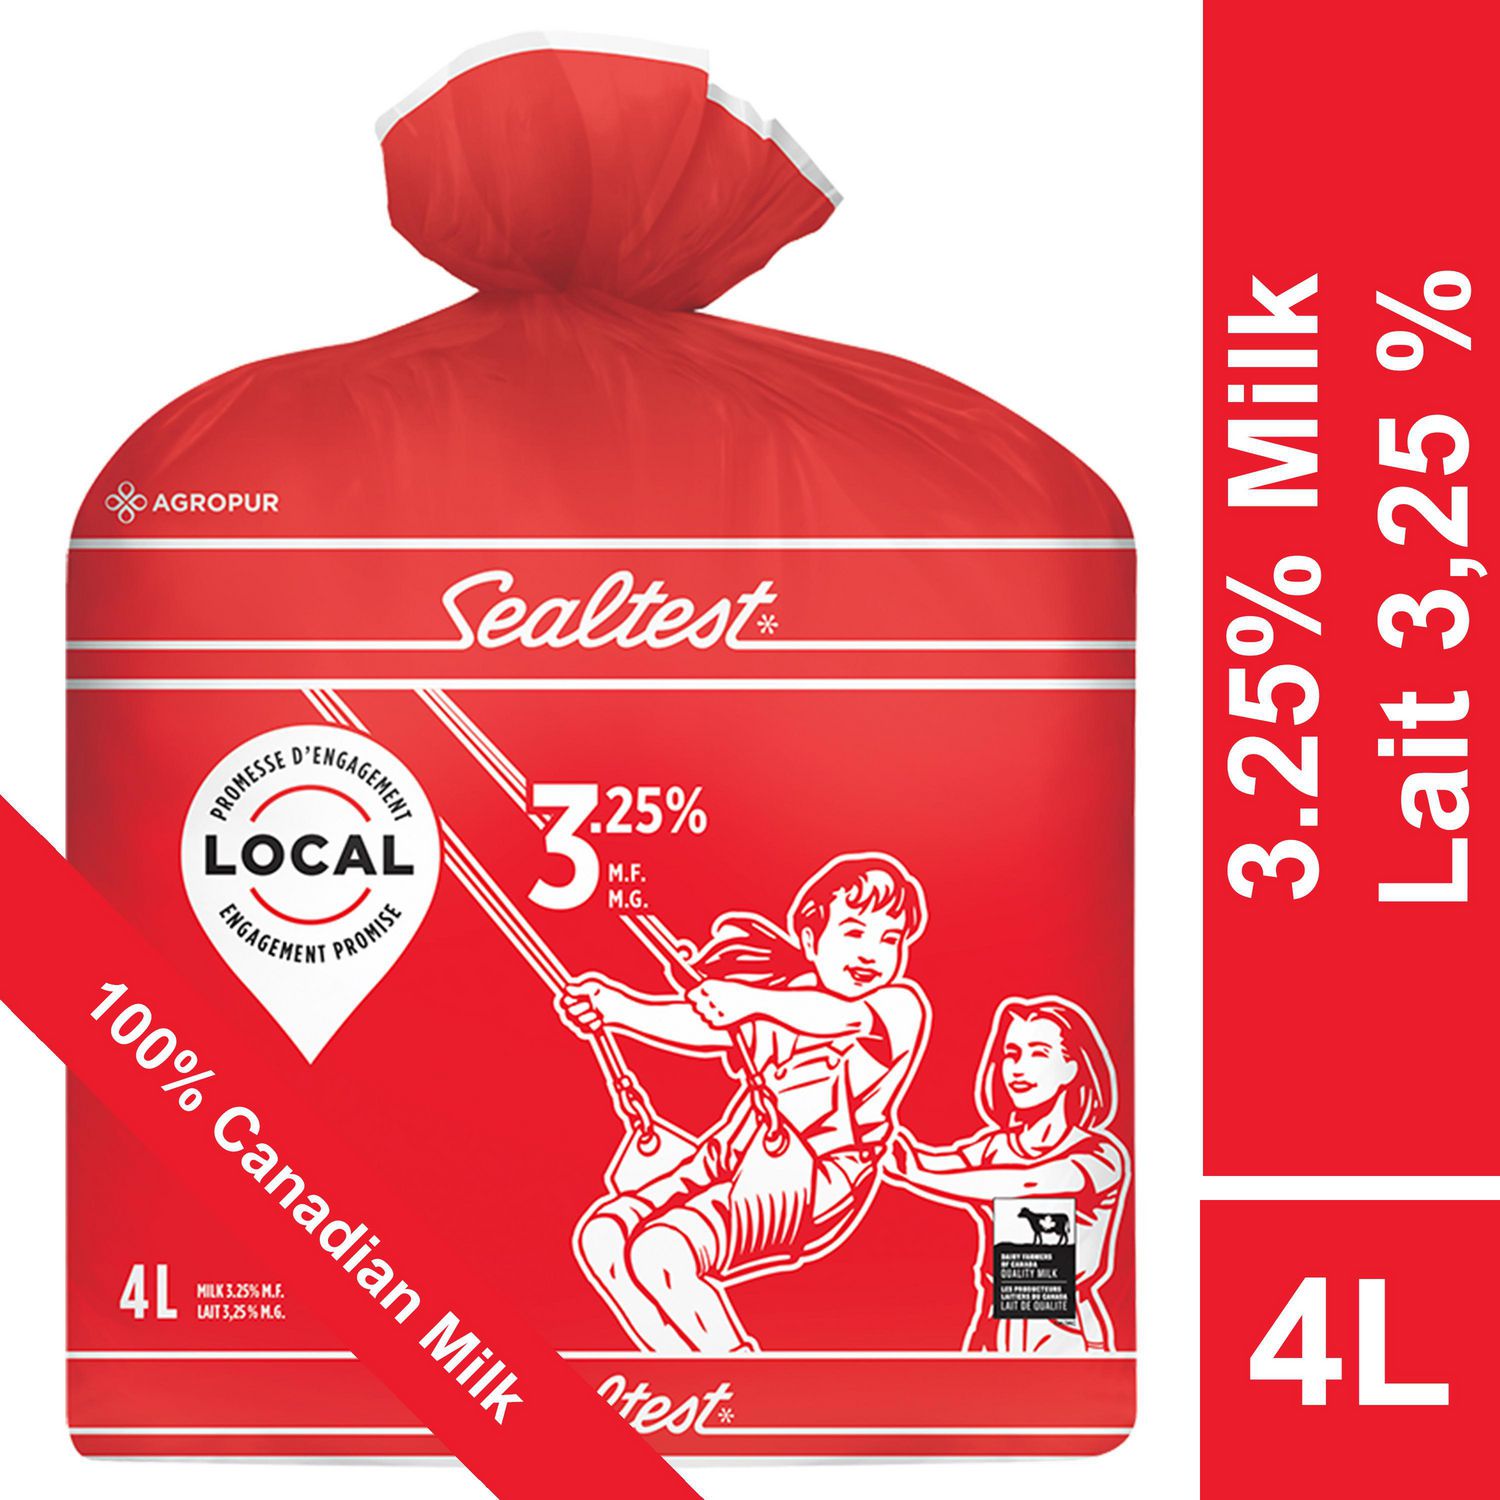 AGROPUR
Sealtest*
PROMESSE D'ENGAGEMENT
LOCAL
ENGAGEMENT PROMISE
3.25%
M.F.
M.G.
100% Canadian Milk
4L
MILK 3.25% M.F.
LAIT 3,25% M.G.
DAIRY FARMERS
OF CANADA
QUALITY MILK
LES PRODUCTEURS
LAITIERS DU CANADA
LAIT DE QUALITÉ
ltest*
3.25% Milk
Lait 3,25 %
4L